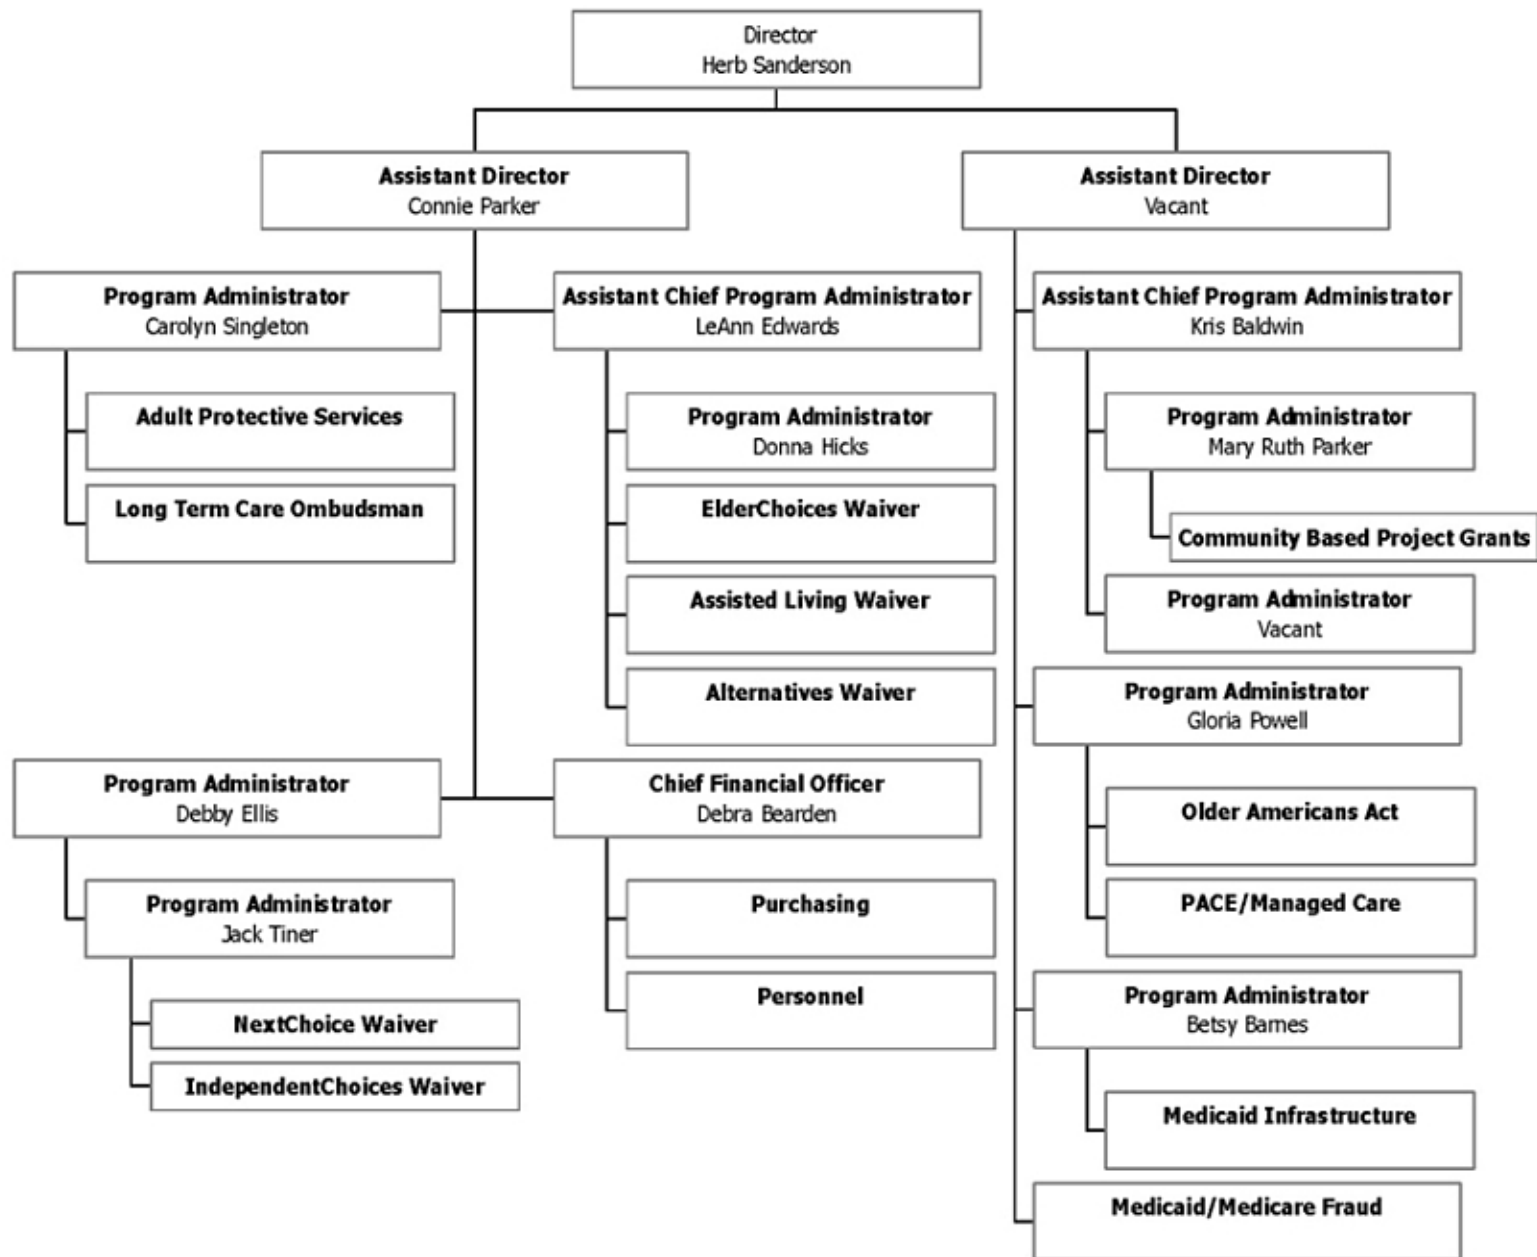 Director
Herb Sanderson
Assistant Director
Connie Parker
Assistant Director
Vacant
Program Administrator
Carolyn Singleton
Adult Protective Services
Long Term Care Ombudsman
Assistant Chief Program Administrator
LeAnn Edwards
Program Administrator
Donna Hicks
ElderChoices Waiver
Assisted Living Waiver
Alternatives Waiver
Program Administrator
Debby Ellis
Program Administrator
Jack Tiner
NextChoice Waiver
IndependentChoices Waiver
Chief Financial Officer
Debra Bearden
Purchasing
Personnel
Assistant Chief Program Administrator
Kris Baldwin
Program Administrator
Mary Ruth Parker
Community Based Project Grants
Program Administrator
Vacant
Program Administrator
Gloria Powell
Older Americans Act
PACE/Managed Care
Program Administrator
Betsy Barnes
Medicaid Infrastructure
Medicaid/Medicare Fraud